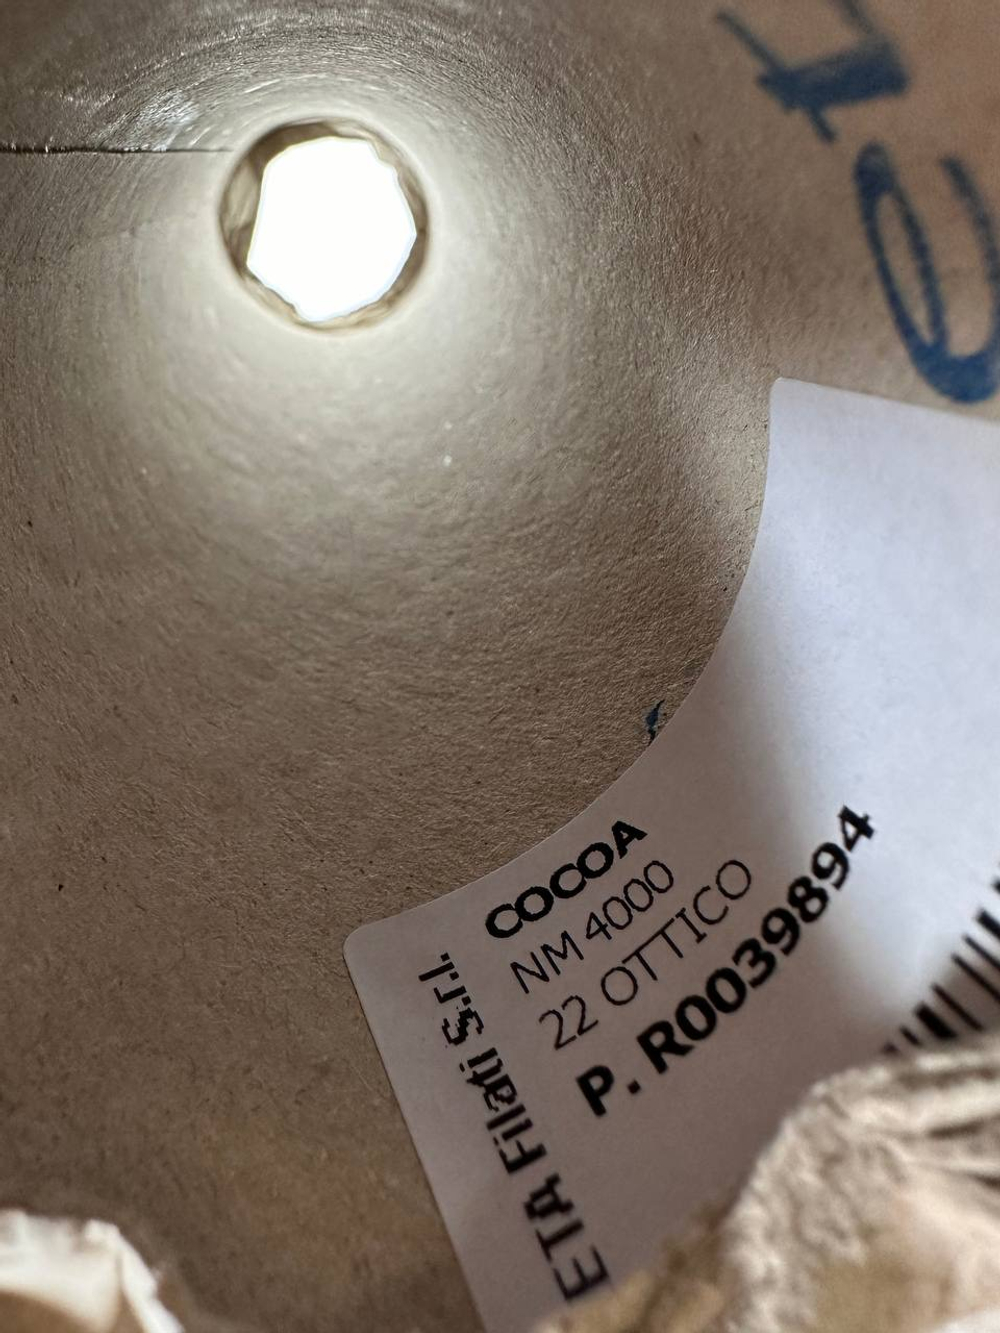 COCOA
NM 4000
22 OTTICO
P. R0039894
ETA Filati S.r.l.